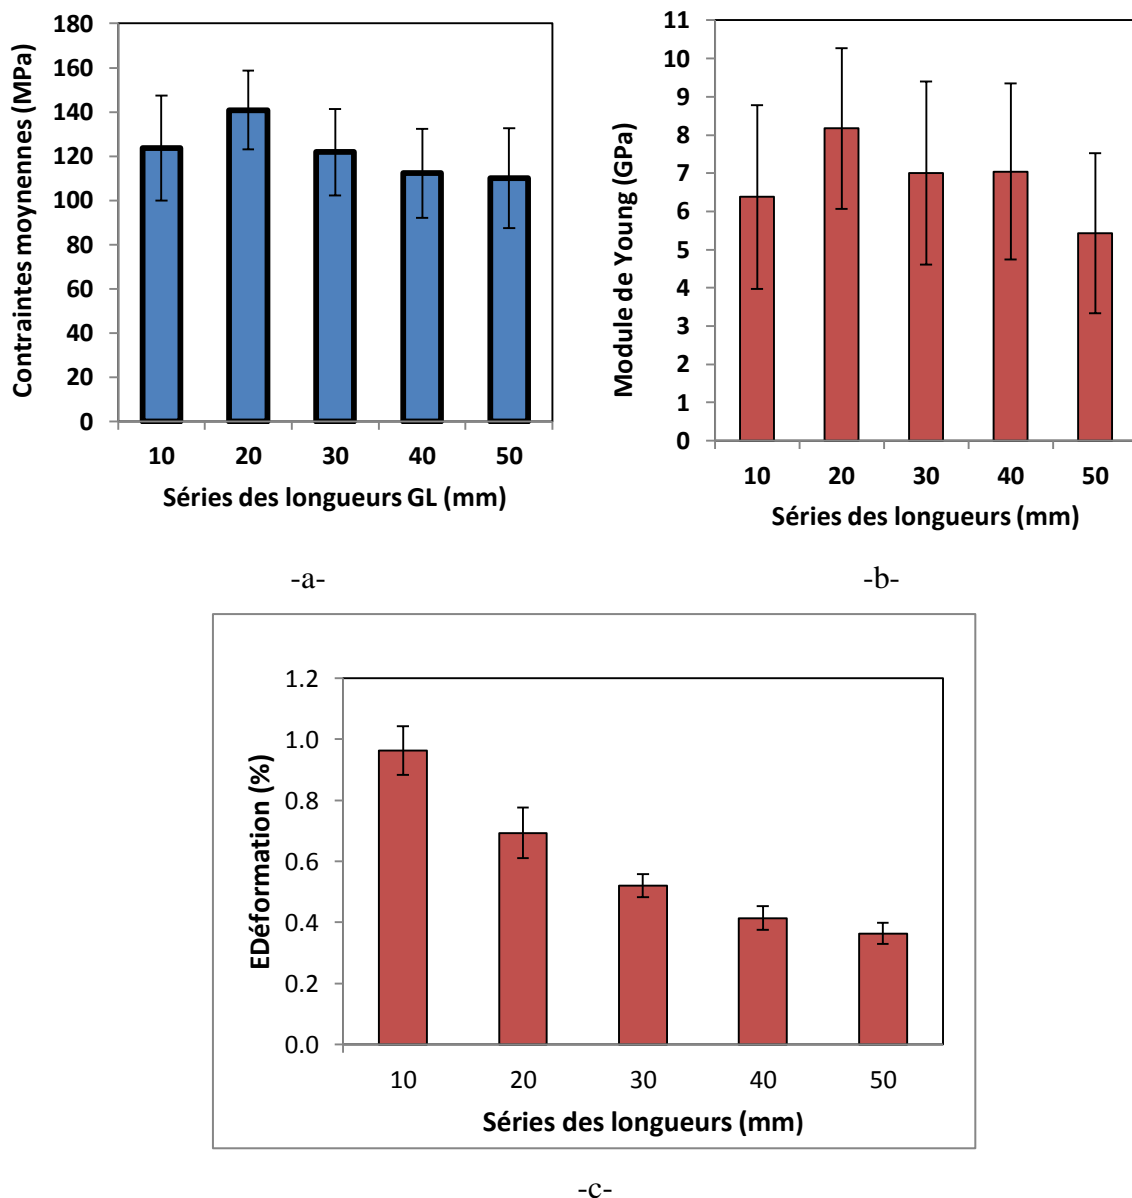 Contraintes moynennes (MPa)
180
160
140
120
100
80
60
40
20
0
10 20 30 40 50
Séries des longueurs GL (mm)
-a-
Module de Young (GPa)
11
10
9
8
7
6
5
4
3
2
1
0
10 20 30 40 50
Séries des longueurs (mm)
-b-
EDéformation (%)
1.2
1.0
0.8
0.6
0.4
0.2
0.0
10 20 30 40 50
Séries des longueurs (mm)
-c-